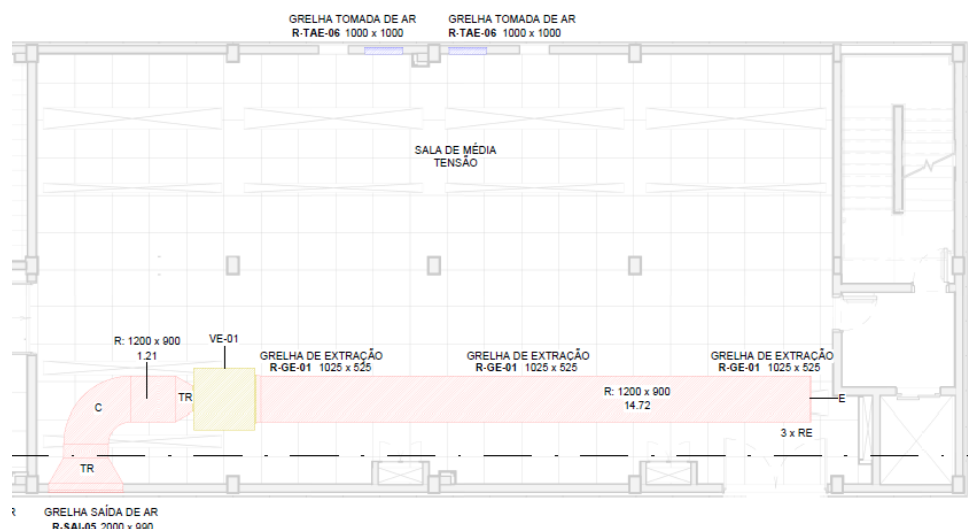 GRELHA TOMADA DE AR
R-TAE-06 1000 x 1000
GRELHA TOMADA DE AR
R-TAE-06 1000 x 1000
SALA DE MÉDIA
TENSÃO
R: 1200 x 900
1.21
VE-01
GRELHA DE EXTRAÇÃO
R-GE-01 1025 x 525
GRELHA DE EXTRAÇÃO
R-GE-01 1025 x 525
GRELHA DE EXTRAÇÃO
R-GE-01 1025 x 525
TR
R: 1200 x 900
14.72
E
C
3 x RE
TR
R
GRELHA SAÍDA DE AR
R-SAI-05 2000 x 990